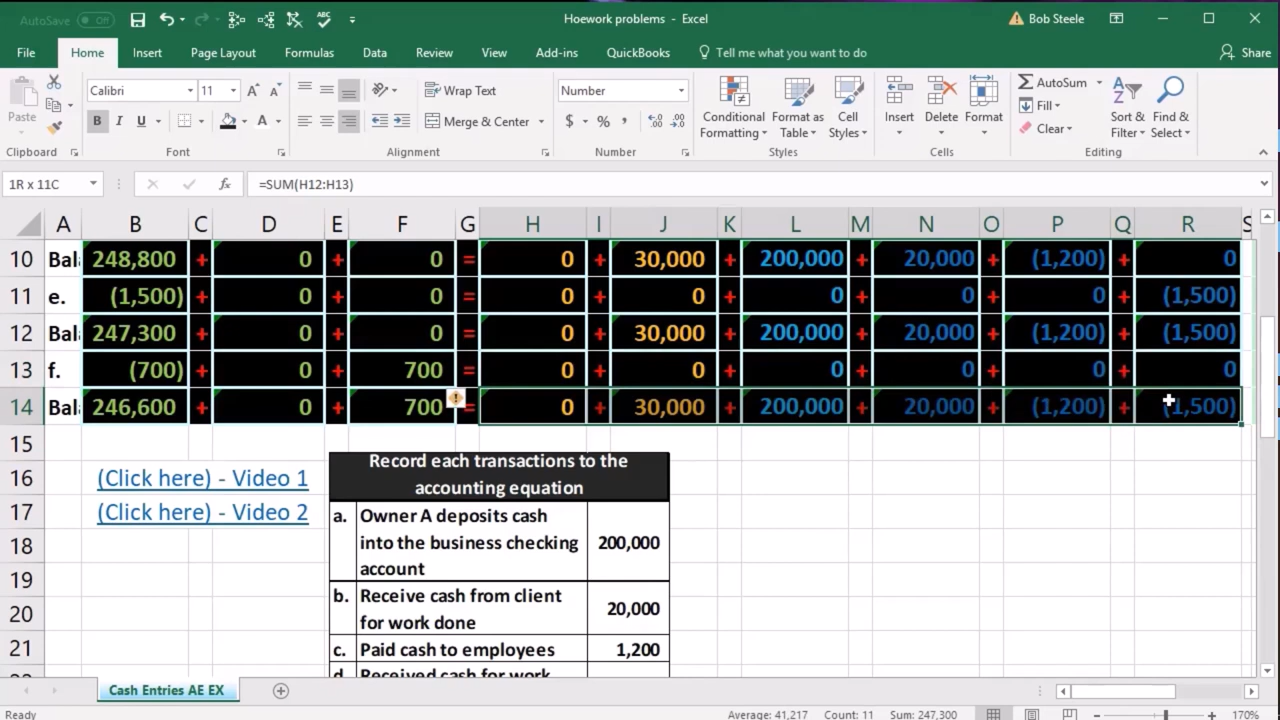 AutoSave Off Hoework problems - Excel Bob Steele
File Home Insert Page Layout Formulas Data Review View Add-ins QuickBooks Tell me what you want to do Share
Paste Calibri 11 A A Wrap Text Number Conditional Formatting Format as Table Cell Styles Insert Delete Format AutoSum Sort & Filter Find & Select
B I U A Merge & Center $ % , Fill
Clear
Clipboard Font Alignment Number Styles Cells Editing
1R x 11C fx =SUM(H12:H13)
A B C D E F G H I J K L M N O P Q R S
10 Bal 248,800 + 0 + 0 = 0 + 30,000 + 200,000 + 20,000 + (1,200) + 0
11 e. (1,500) + 0 + 0 = 0 + 0 + 0 + 0 + 0 + (1,500)
12 Bal 247,300 + 0 + 0 = 0 + 30,000 + 200,000 + 20,000 + (1,200) + (1,500)
13 f. (700) + 0 + 700 = 0 + 0 + 0 + 0 + 0 + 0
14 Bal 246,600 + 0 + 700 = 0 + 30,000 + 200,000 + 20,000 + (1,200) + (1,500)
15
16 (Click here) - Video 1
17 (Click here) - Video 2
18
19
20
21
Record each transactions to the
accounting equation
a. Owner A deposits cash
into the business checking 200,000
account
b. Receive cash from client
for work done 20,000
c. Paid cash to employees 1,200
d. Received cash for work
Cash Entries AE EX
Ready Average: 41,217 Count: 11 Sum: 247,300 170%